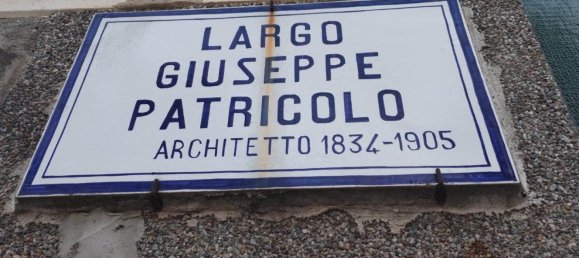 LARGO
GIUSEPPE
PATRICOLO
ARCHITETTO 1834-1905